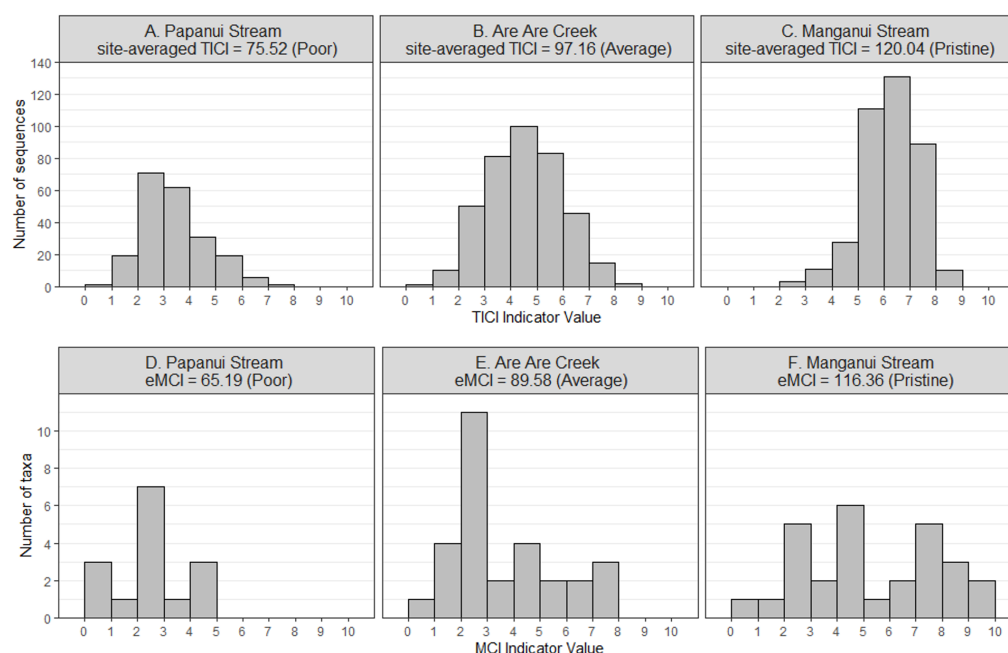 A. Papanui Stream
site-averaged TICI = 75.52 (Poor)
B. Are Are Creek
site-averaged TICI = 97.16 (Average)
C. Manganui Stream
site-averaged TICI = 120.04 (Pristine)
Number of sequences
140
120
100
80
60
40
20
0
0 1 2 3 4 5 6 7 8 9 10
0 1 2 3 4 5 6 7 8 9 10
0 1 2 3 4 5 6 7 8 9 10
TICI Indicator Value
D. Papanui Stream
eMCI = 65.19 (Poor)
E. Are Are Creek
eMCI = 89.58 (Average)
F. Manganui Stream
eMCI = 116.36 (Pristine)
Number of taxa
10
8
6
4
2
0
0 1 2 3 4 5 6 7 8 9 10
0 1 2 3 4 5 6 7 8 9 10
0 1 2 3 4 5 6 7 8 9 10
MCI Indicator Value